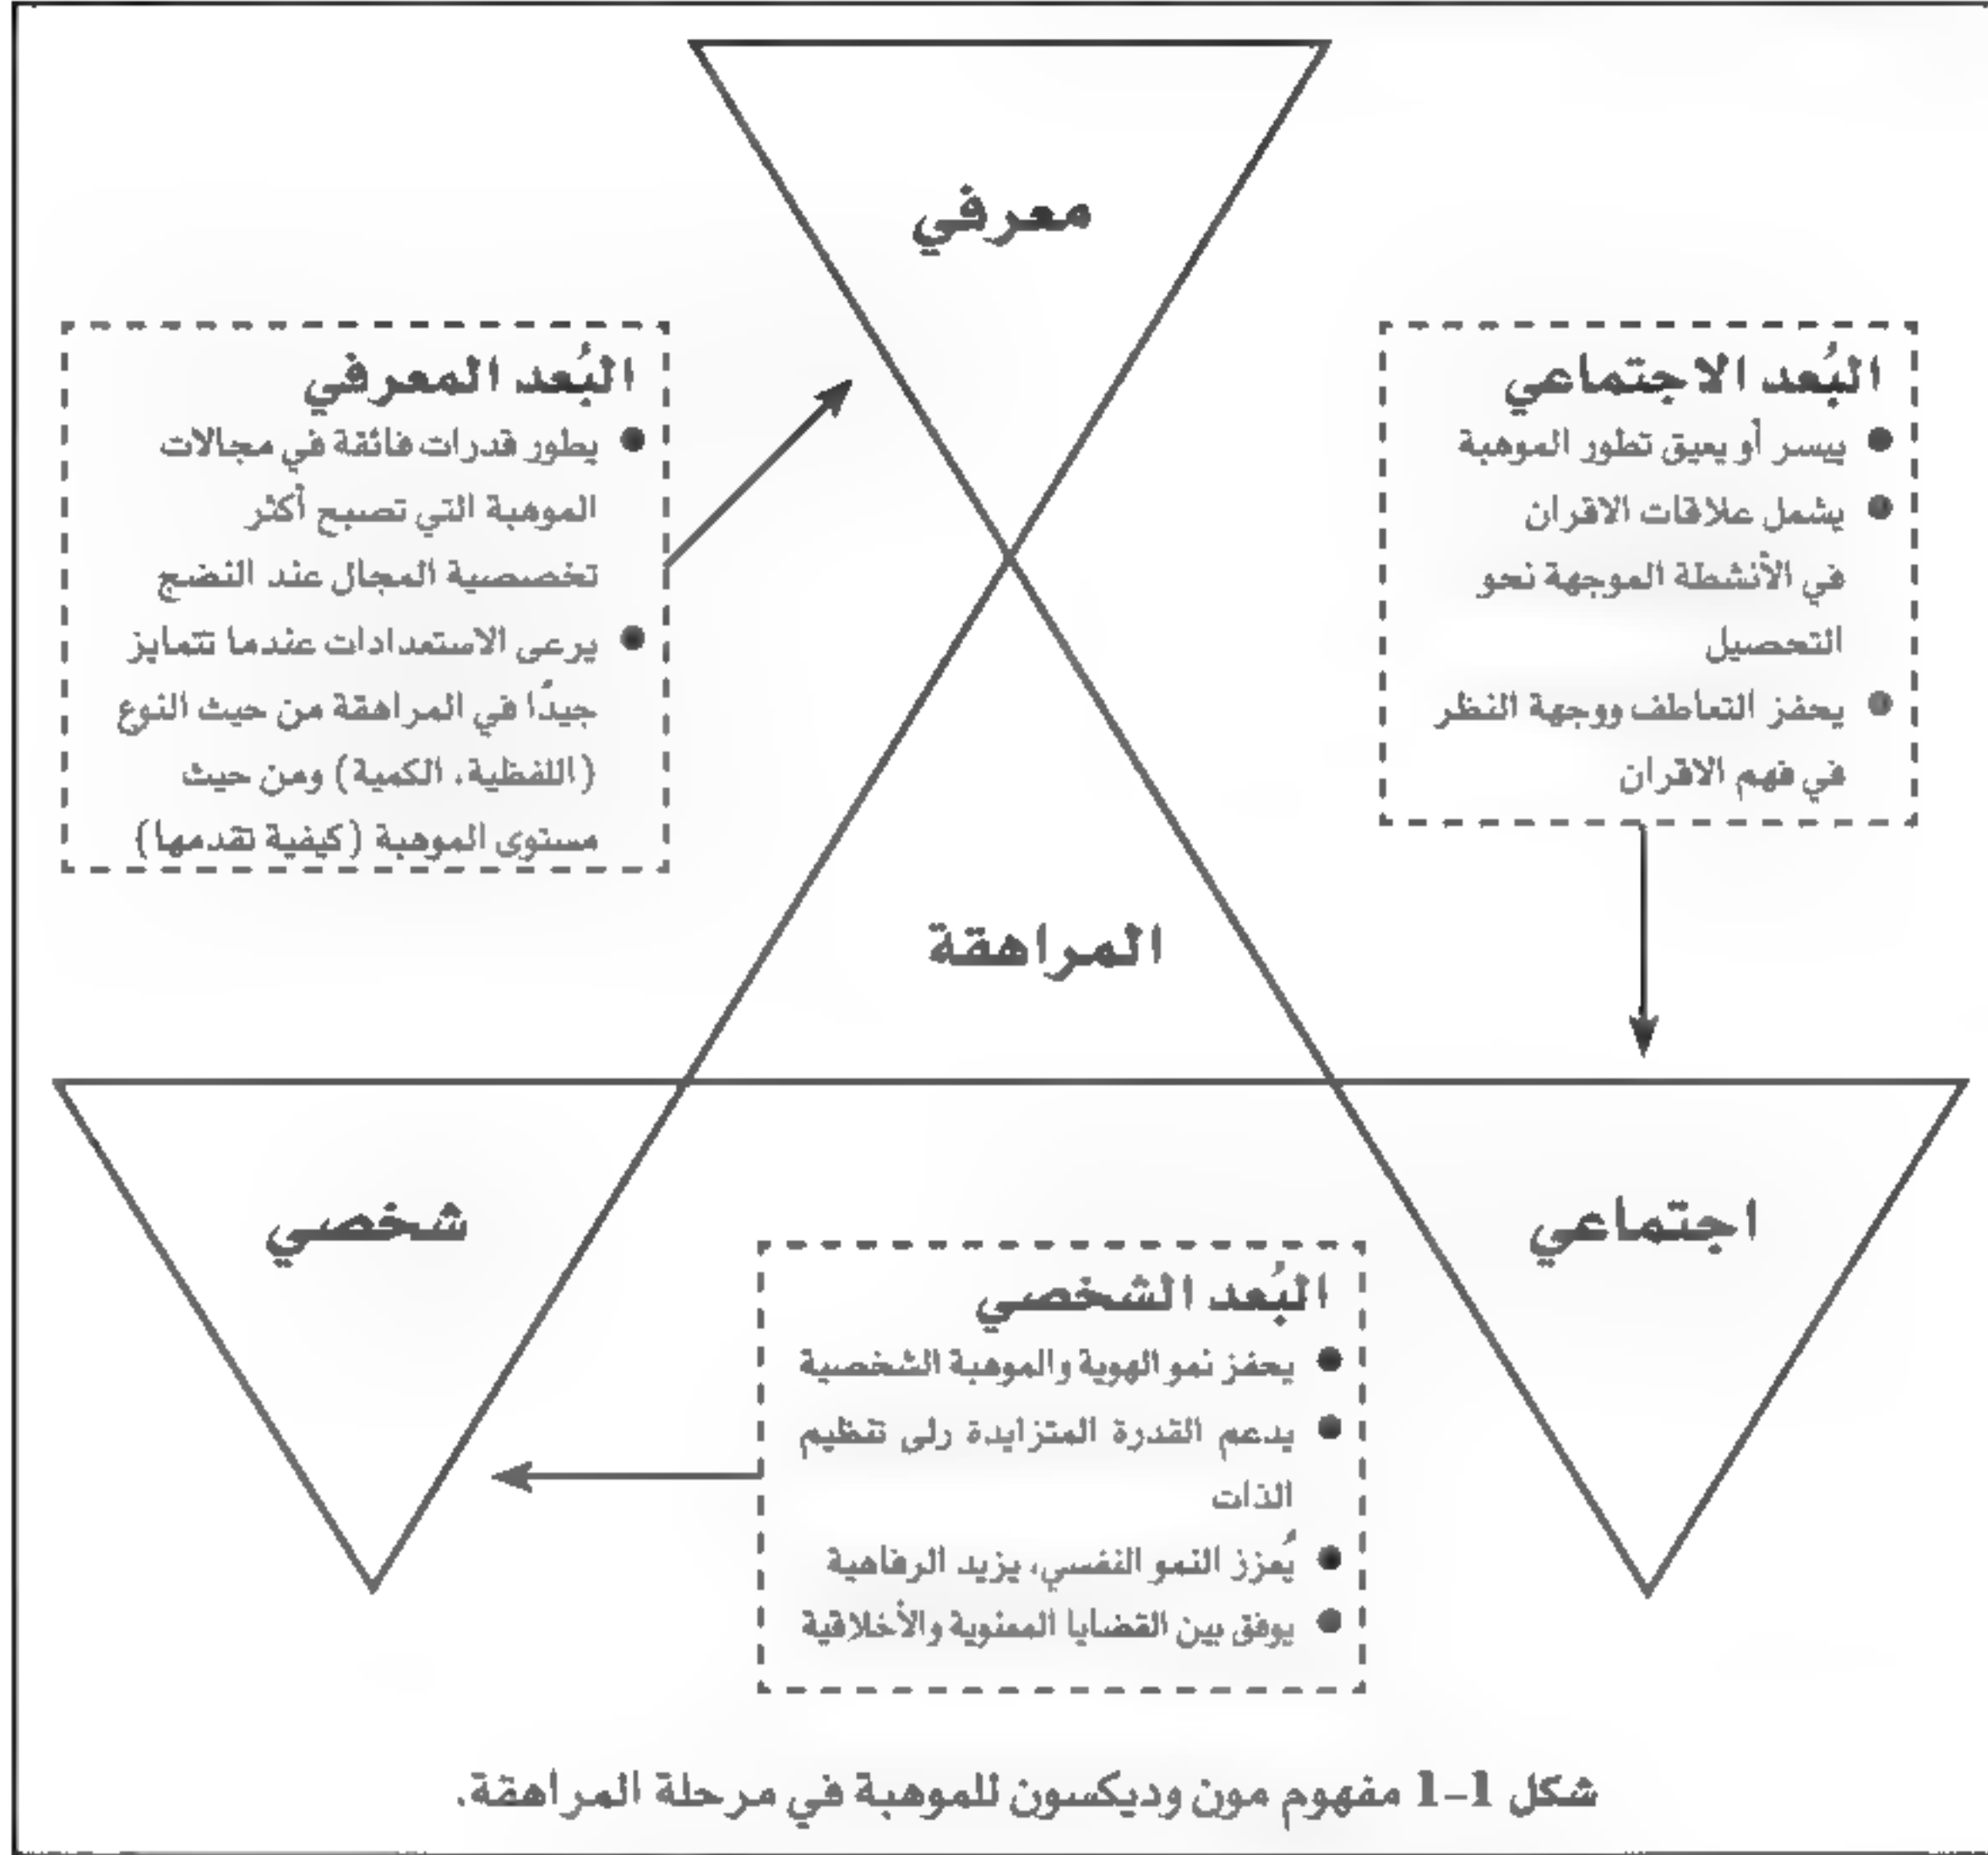 معرفي
البُعد الاجتماعي
● ييسر أو يعيق تطور الموهبة
● يشمل علاقات الاقران
في الأنشطة الموجهة نحو
التحصيل
● يحفز التعاطف ووجهة النظر
في فهم الاقران
البُعد المعرفي
● يطور قدرات فائقة في مجالات
الموهبة التي تصبح أكثر
تخصصية المجال عند النضج
● يرعى الاستعدادات عندما تتمايز
جيدًا في المراهقة من حيث النوع
(اللفظية، الكمية) ومن حيث
مستوى الموهبة (كيفية تقدمها)
المراهقة
اجتماعي
شخصي
البُعد الشخصي
● يحفز نمو الهوية والموهبة الشخصية
● يدعم القدرة المتزايدة رلى تنظيم
الذات
● يُعزز النمو النفسي، يزيد الرفاهية
● يوفق بين القضايا المعنوية والأخلاقية
شكل 1-1 مفهوم مون وديكسون للموهبة في مرحلة المراهقة.